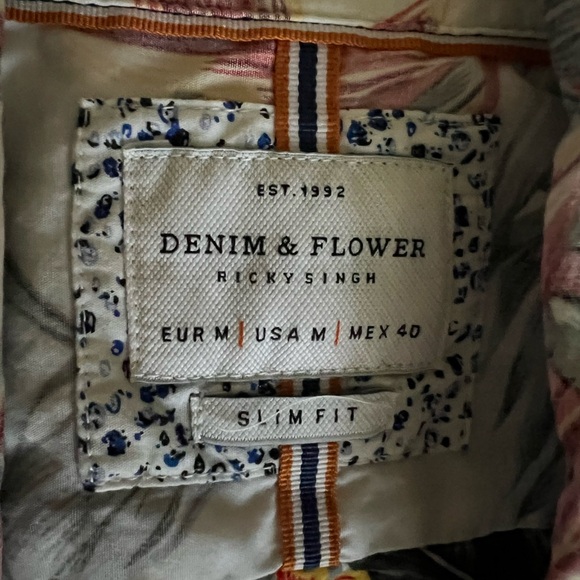 EST. 1992
DENIM & FLOWER
RICKY SINGH
EUR M | USA M | MEX 40
SLIM FIT